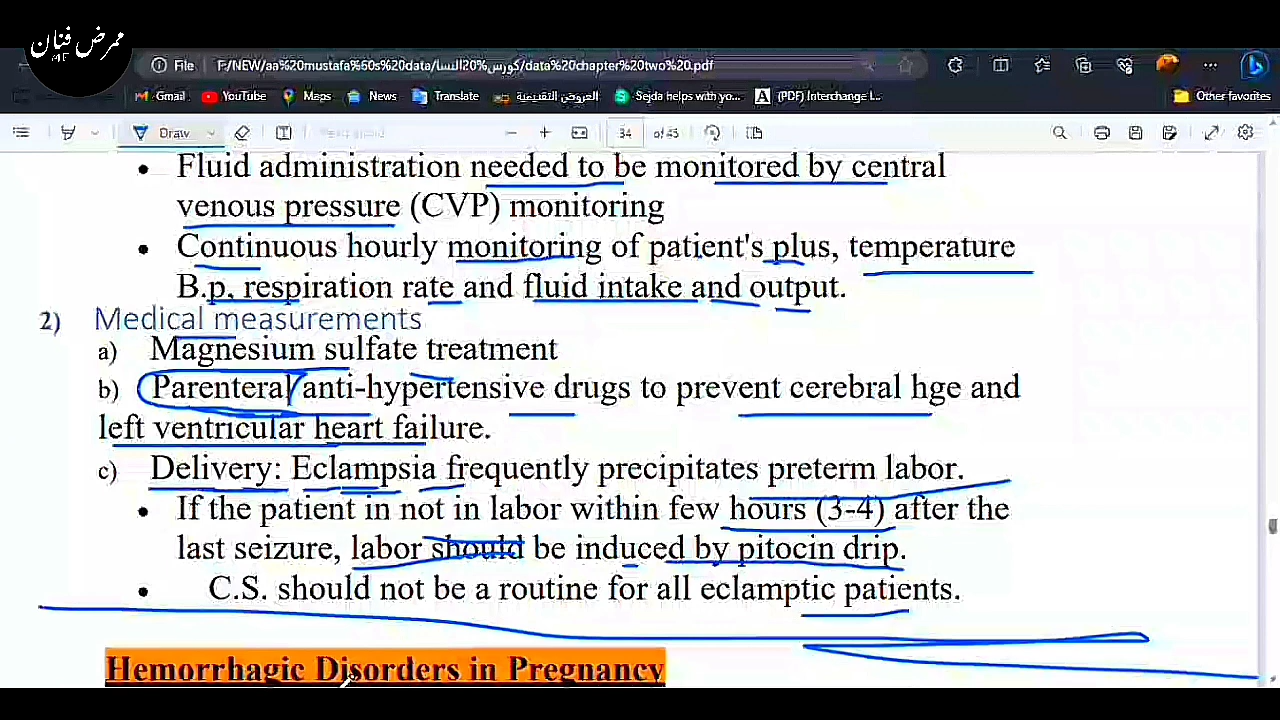 ممرض فنان
File F:/NEW/aa%20mustafa%60s%20data/كورس%20النسا/data%20chapter%20two%20.pdf
Gmail YouTube Maps News Translate العروض التقديمية Sejda helps with yo... (PDF) Interchange I... Other favorites
Draw 34 of 45
• Fluid administration needed to be monitored by central
venous pressure (CVP) monitoring
• Continuous hourly monitoring of patient's plus, temperature
B.p, respiration rate and fluid intake and output.
2) Medical measurements
a) Magnesium sulfate treatment
b) Parenteral anti-hypertensive drugs to prevent cerebral hge and
left ventricular heart failure.
c) Delivery: Eclampsia frequently precipitates preterm labor.
• If the patient in not in labor within few hours (3-4) after the
last seizure, labor should be induced by pitocin drip.
• C.S. should not be a routine for all eclamptic patients.
Hemorrhagic Disorders in Pregnancy